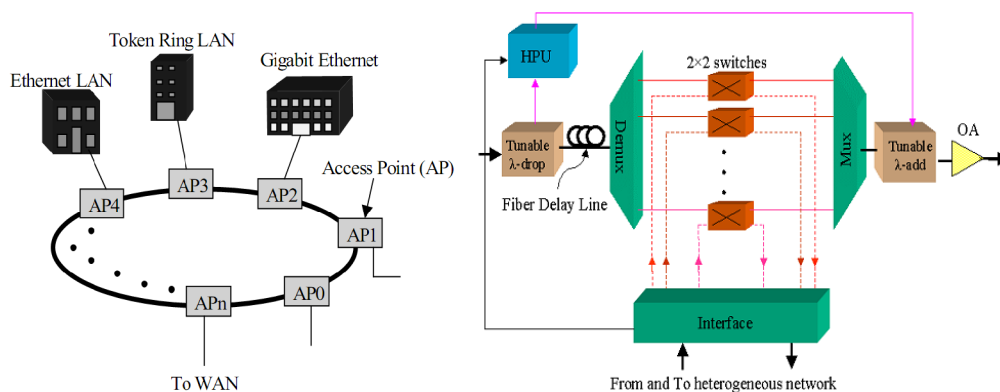 Token Ring LAN
Ethernet LAN
Gigabit Ethernet
Access Point (AP)
AP4
AP3
AP2
AP1
AP0
APn
To WAN
HPU
2×2 switches
Tunable
λ-drop
Demux
Mux
Tunable
λ-add
OA
Fiber Delay Line
Interface
From and To heterogeneous network